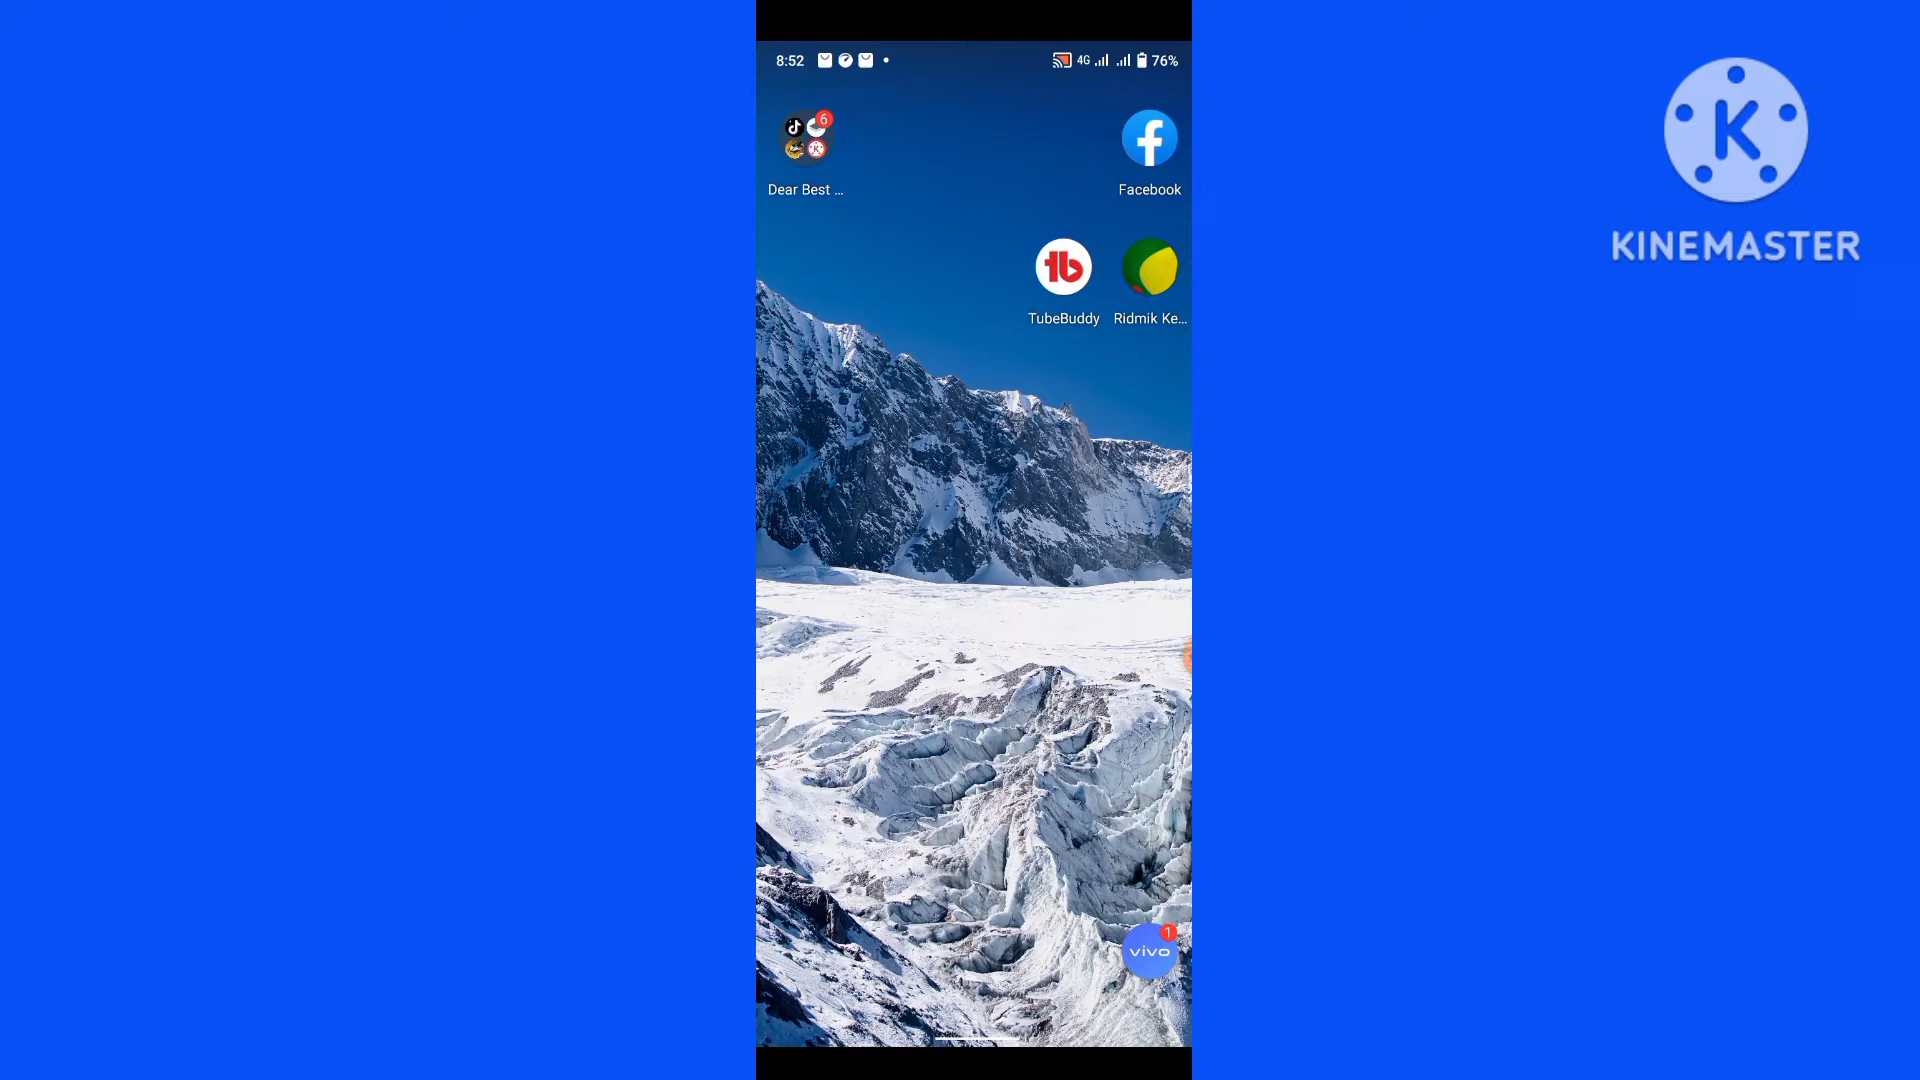 8:52
4G
76%
6
Dear Best ...
Facebook
TubeBuddy
Ridmik Ke...
vivo
1
K
KINEMASTER